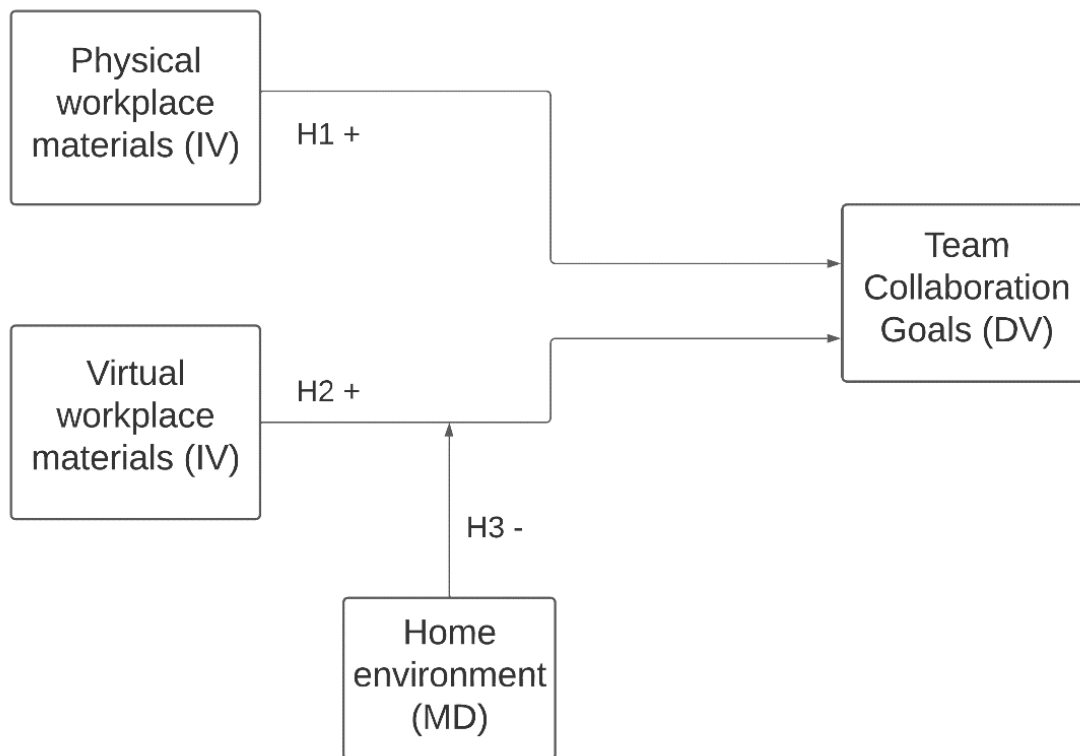 Physical
workplace
materials (IV)
H1 +
Team
Collaboration
Goals (DV)
Virtual
workplace
materials (IV)
H2 +
H3 -
Home
environment
(MD)